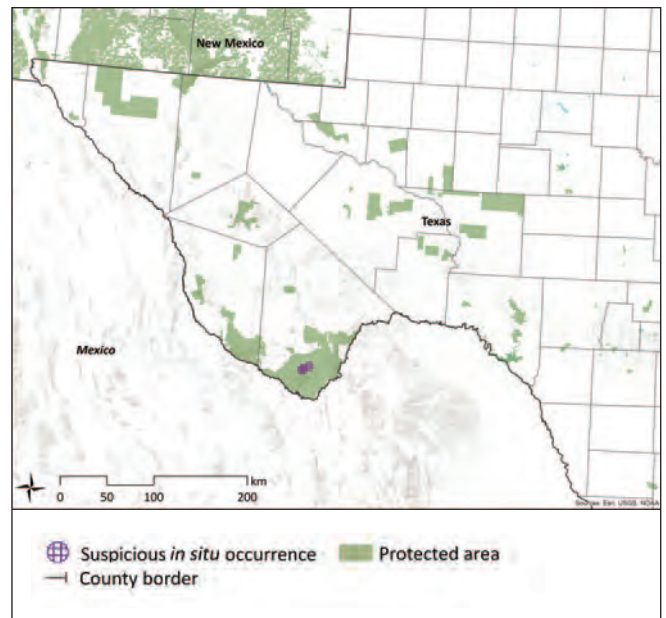 New Mexico
Texas
Mexico
km
0 50 100 200
Sources: Esri, USGS, NOAA
Suspicious in situ occurrence
Protected area
County border